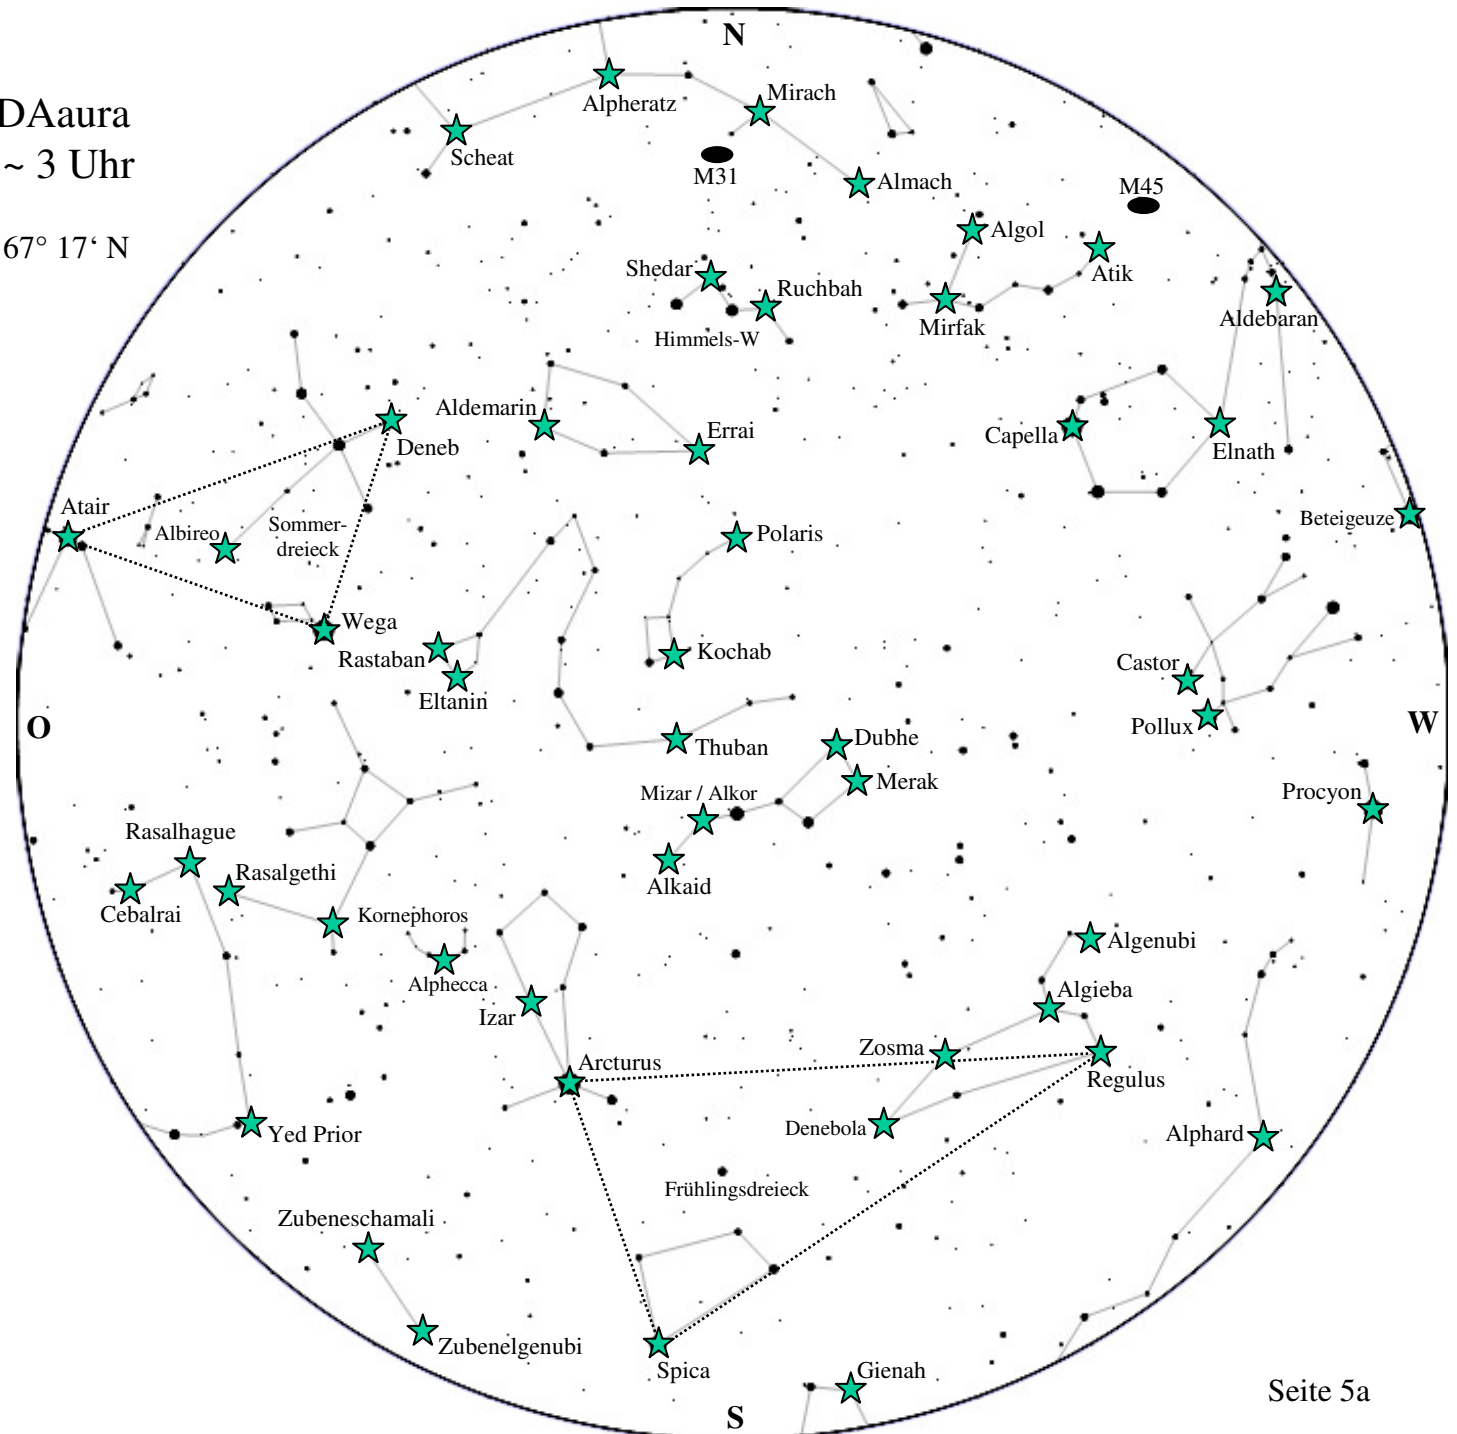 N
DAaura
~ 3 Uhr
67° 17‘ N
Alpheratz
Mirach
Scheat
M31
Almach
M45
Algol
Atik
Shedar
Ruchbah
Himmels-W
Mirfak
Aldebaran
Aldemarin
Deneb
Errai
Capella
Elnath
Atair
Albireo
Sommer-
dreieck
Polaris
Beteigeuze
Wega
Rastaban
Eltanin
Kochab
Castor
Pollux
O
W
Thuban
Dubhe
Merak
Mizar / Alkor
Alkaid
Procyon
Rasalhague
Rasalgethi
Cebalrai
Kornephoros
Alphecca
Izar
Algenubi
Algieba
Zosma
Regulus
Arcturus
Denebola
Alphard
Yed Prior
Frühlingsdreieck
Zubeneschamali
Zubenelgenubi
Spica
Gienah
S
Seite 5a